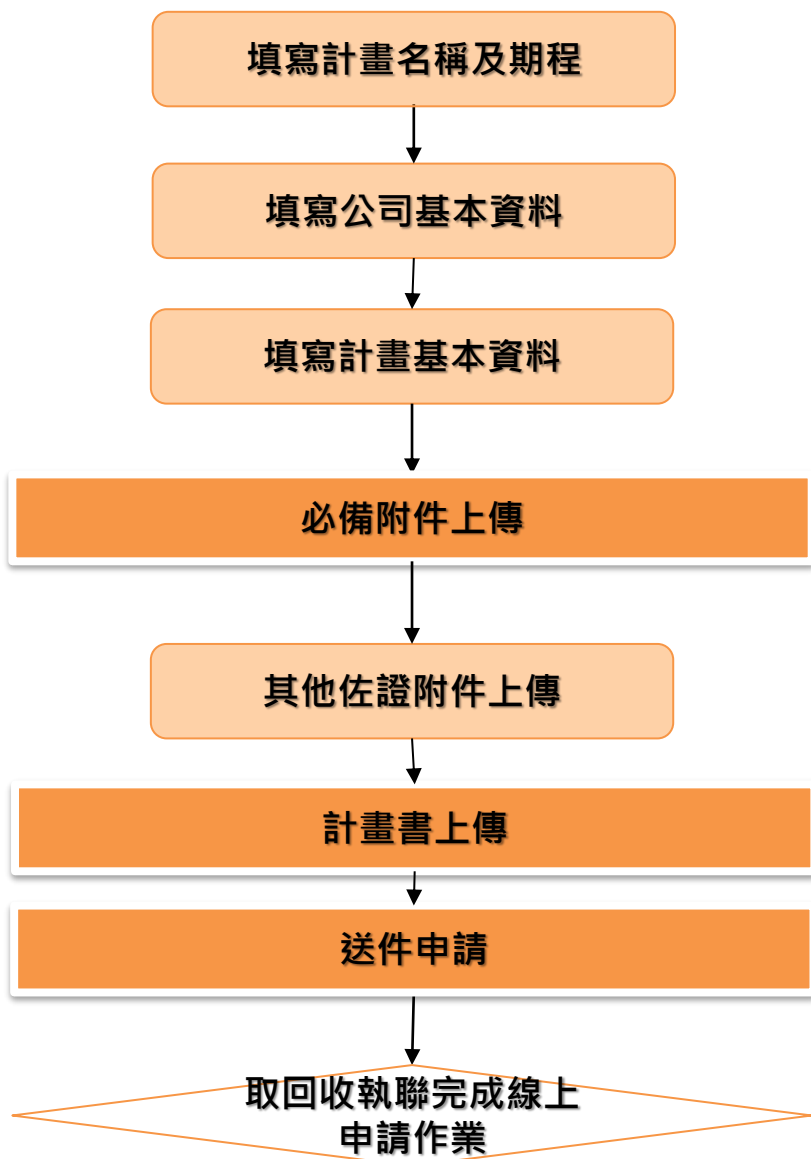 填寫計畫名稱及期程
填寫公司基本資料
填寫計畫基本資料
必備附件上傳
其他佐證附件上傳
計畫書上傳
送件申請
取回收執聯完成線上
申請作業